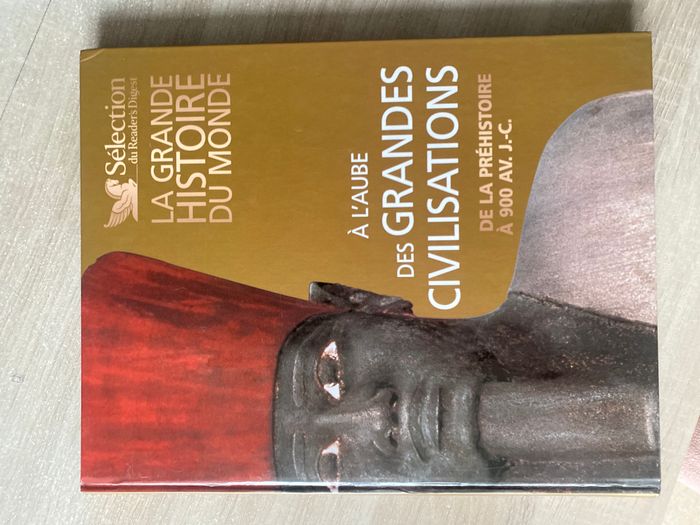 Sélection
du Reader's Digest
LA GRANDE
HISTOIRE
DU MONDE
À L'AUBE
DES GRANDES
CIVILISATIONS
DE LA PRÉHISTOIRE
À 900 AV. J.-C.